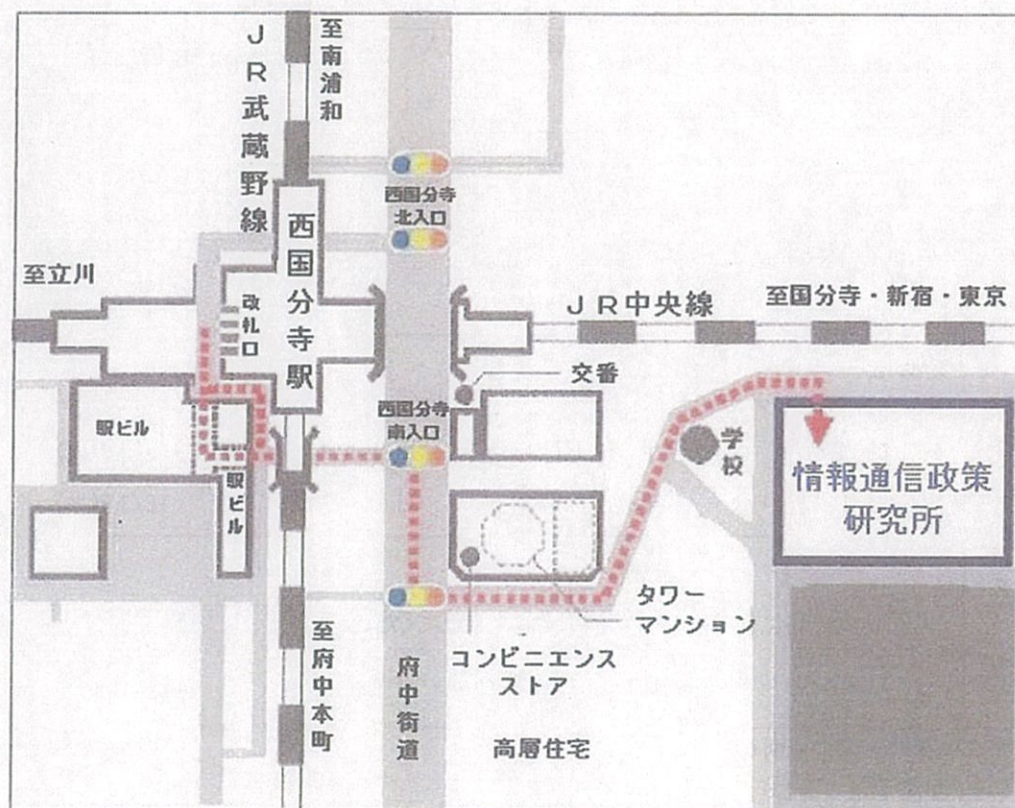 JR武蔵野線
至南浦和
西国分寺
北入口
西国分寺駅
改札口
至立川
JR中央線
至国分寺・新宿・東京
交番
西国分寺
南入口
駅ビル
駅ビル
学校
情報通信政策
研究所
タワー
マンション
コンビニエンス
ストア
至府中本町
府中街道
高層住宅